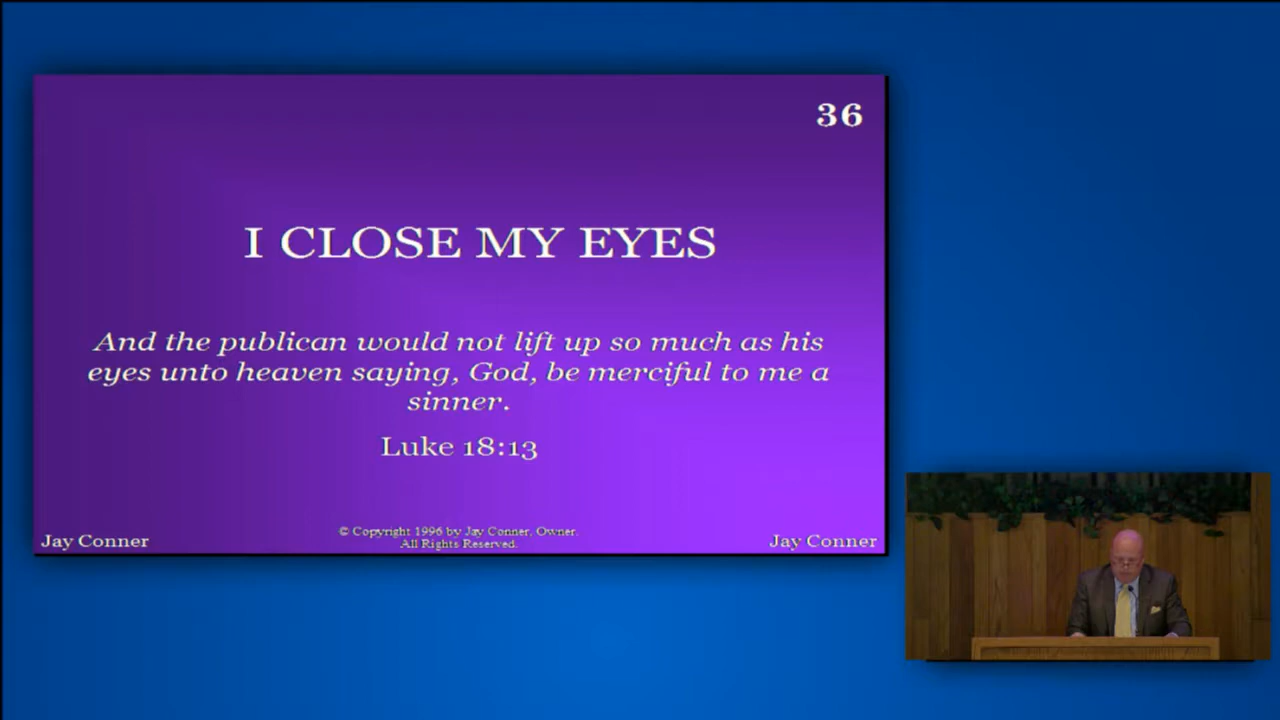 36
I CLOSE MY EYES
And the publican would not lift up so much as his
eyes unto heaven saying, God, be merciful to me a
sinner.
Luke 18:13
© Copyright 1996 by Jay Conner, Owner.
All Rights Reserved.
Jay Conner
Jay Conner